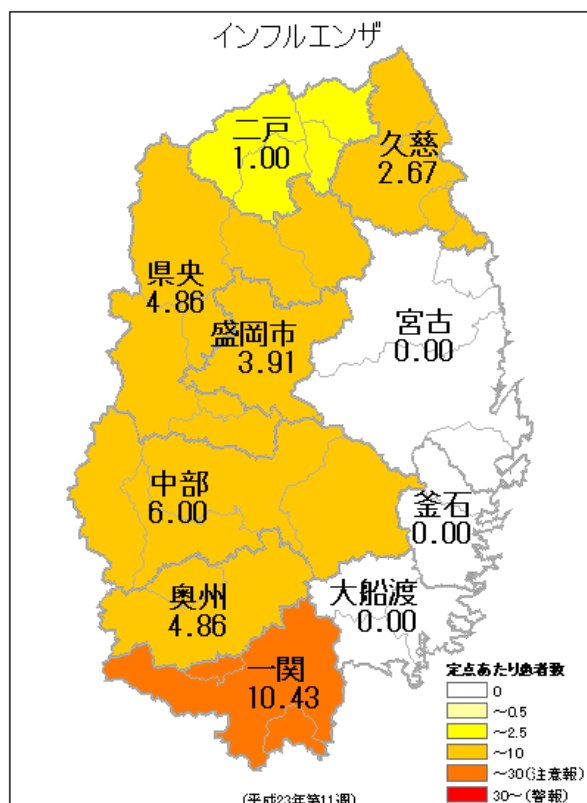 インフルエンザ
二戸
1.00
久慈
2.67
県央
4.86
盛岡市
3.91
宮古
0.00
中部
6.00
釜石
0.00
奥州
4.86
大船渡
0.00
一関
10.43
定点あたり患者数
0
～0.5
～2.5
～10
～30(注意報)
30～(警報)
(平成23年第11週)